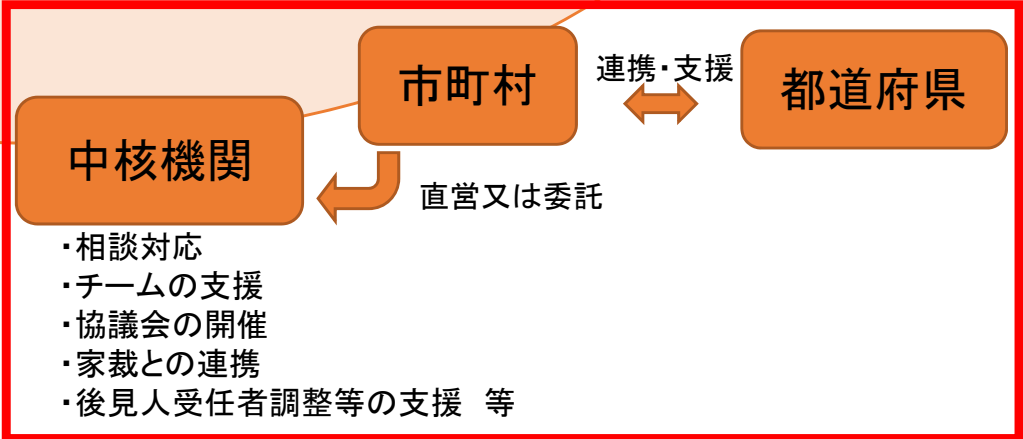 市町村
連携・支援
都道府県
中核機関
直営又は委託
・相談対応
・チームの支援
・協議会の開催
・家裁との連携
・後見人受任者調整等の支援　等